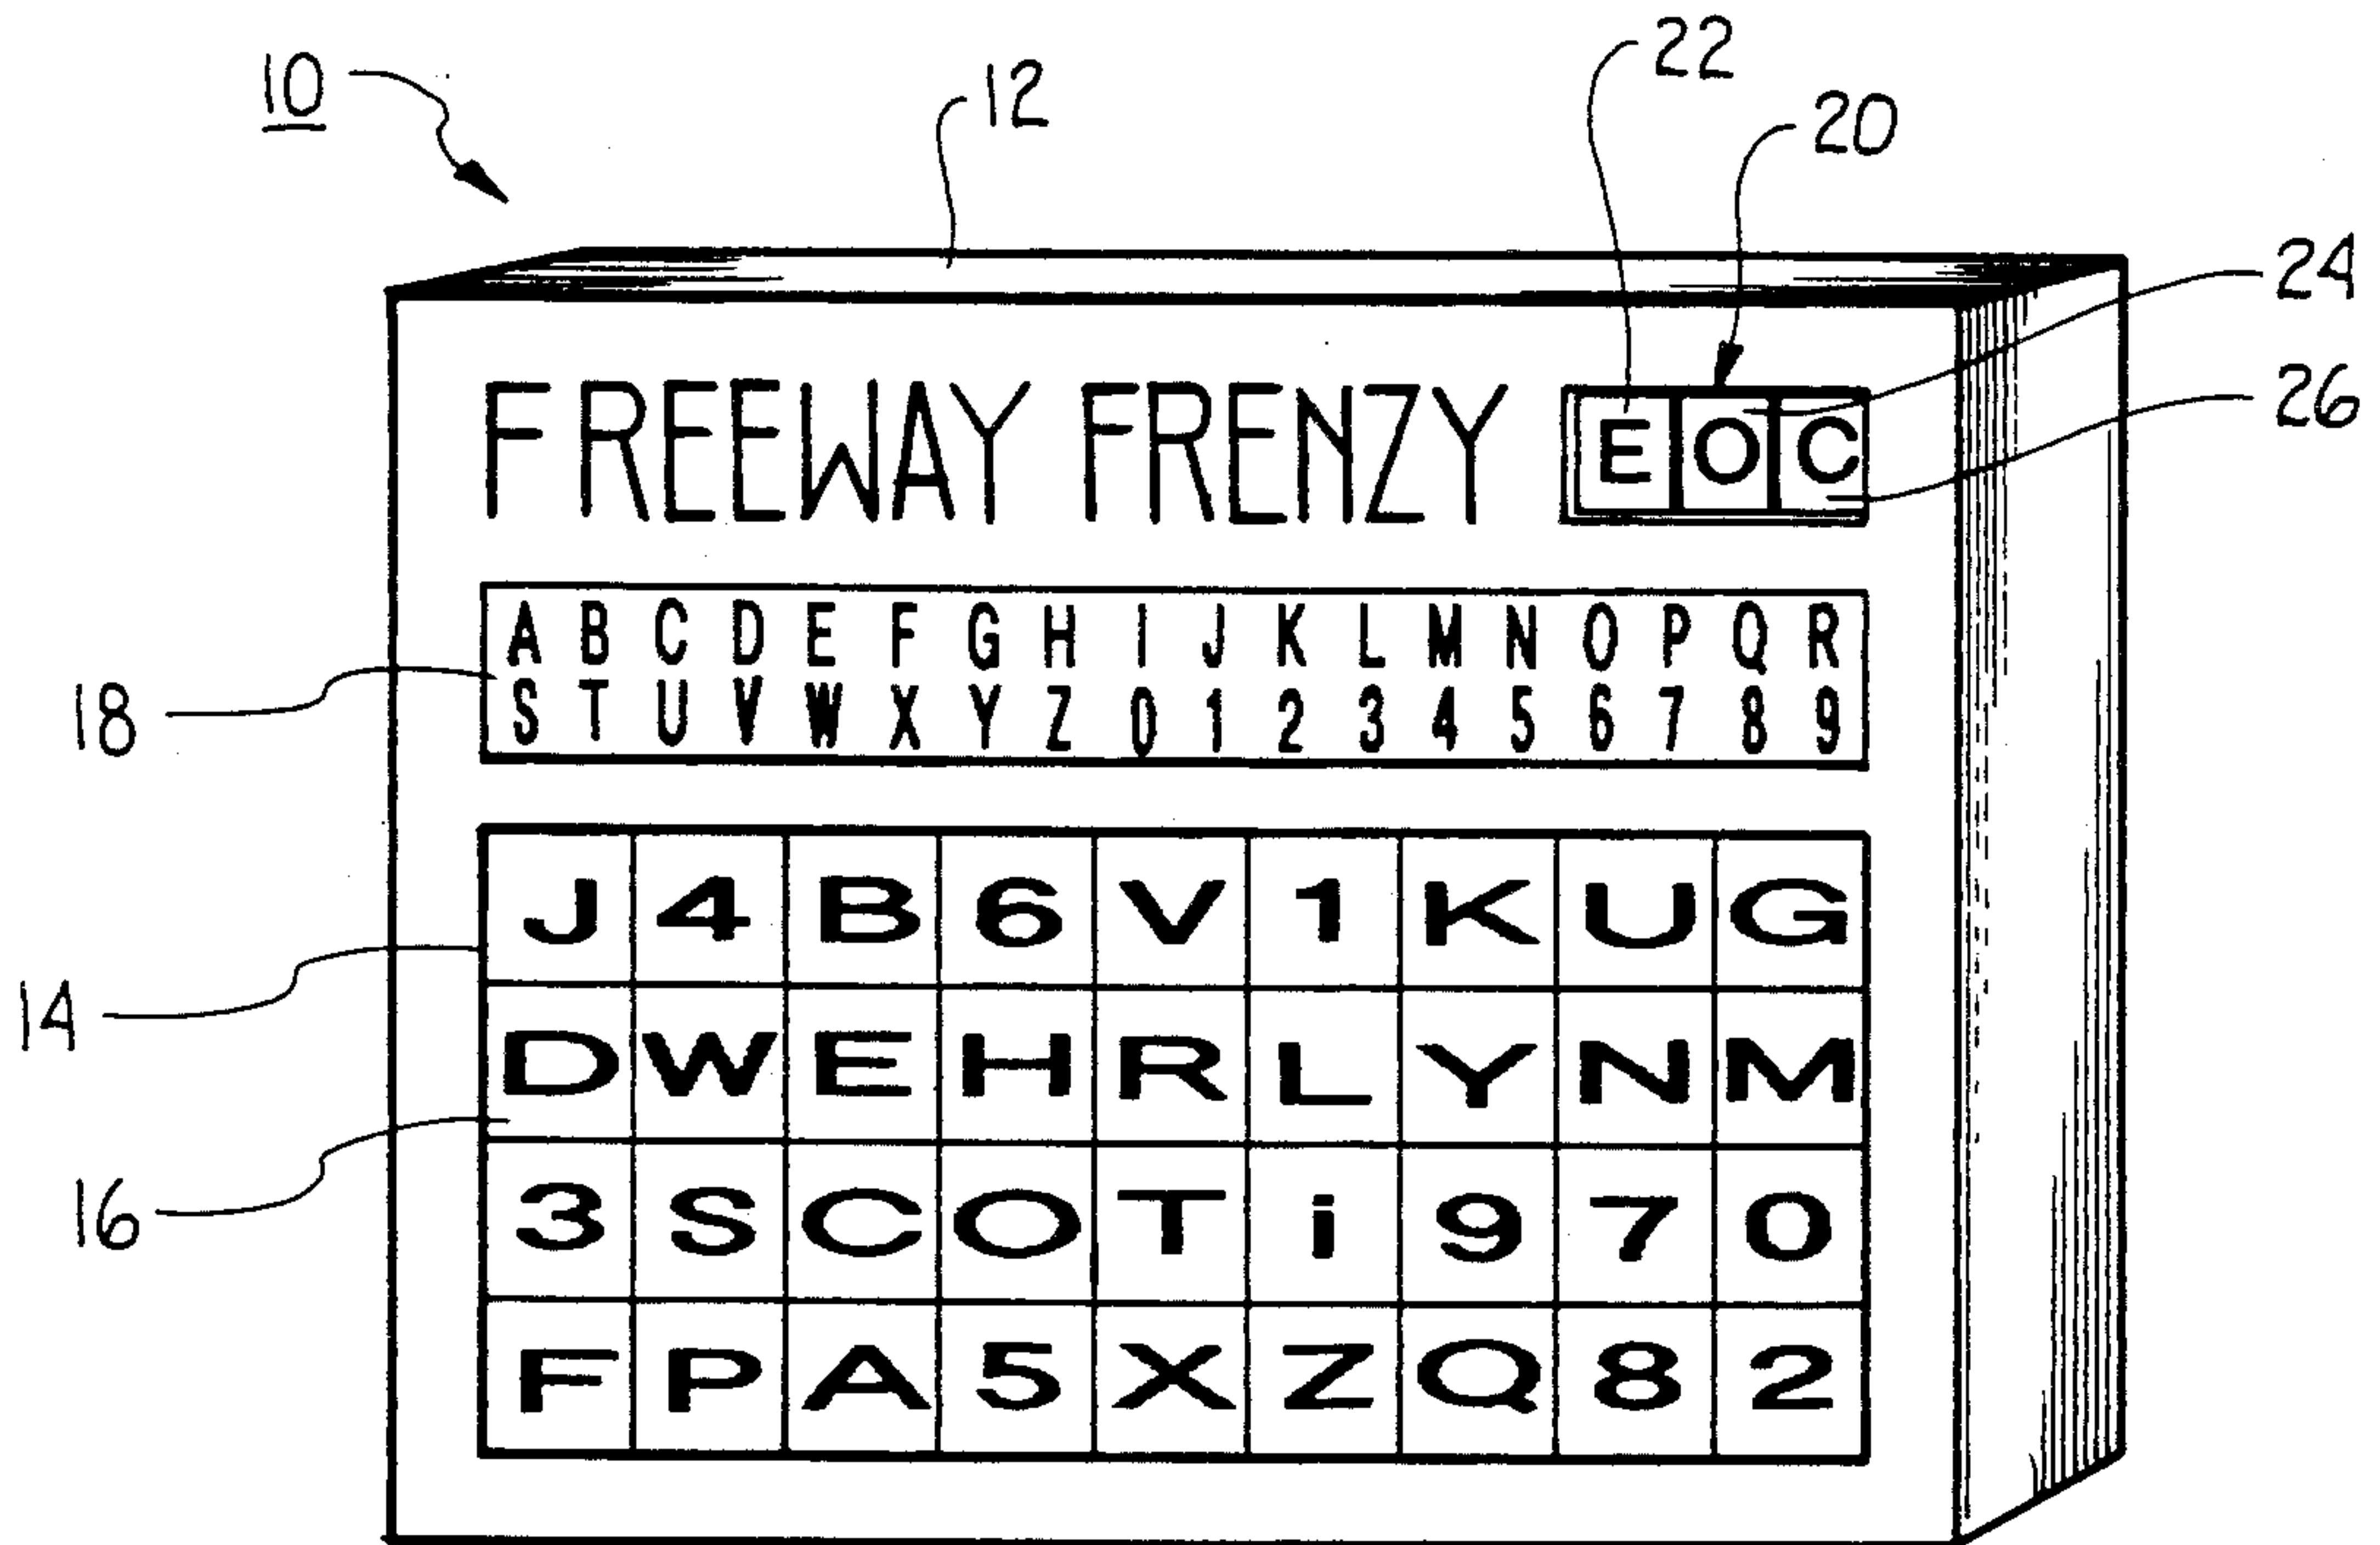 22
10
12
20
24
26
FREEWAY FRENZY E O C
A B C D E F G H I J K L M N O P Q R
18
S T U V W X Y Z 0 1 2 3 4 5 6 7 8 9
J 4 B 6 V 1 K U G
14
D W E H R L Y N M
16
3 S C O T i 9 7 0
F P A 5 X Z Q 8 2